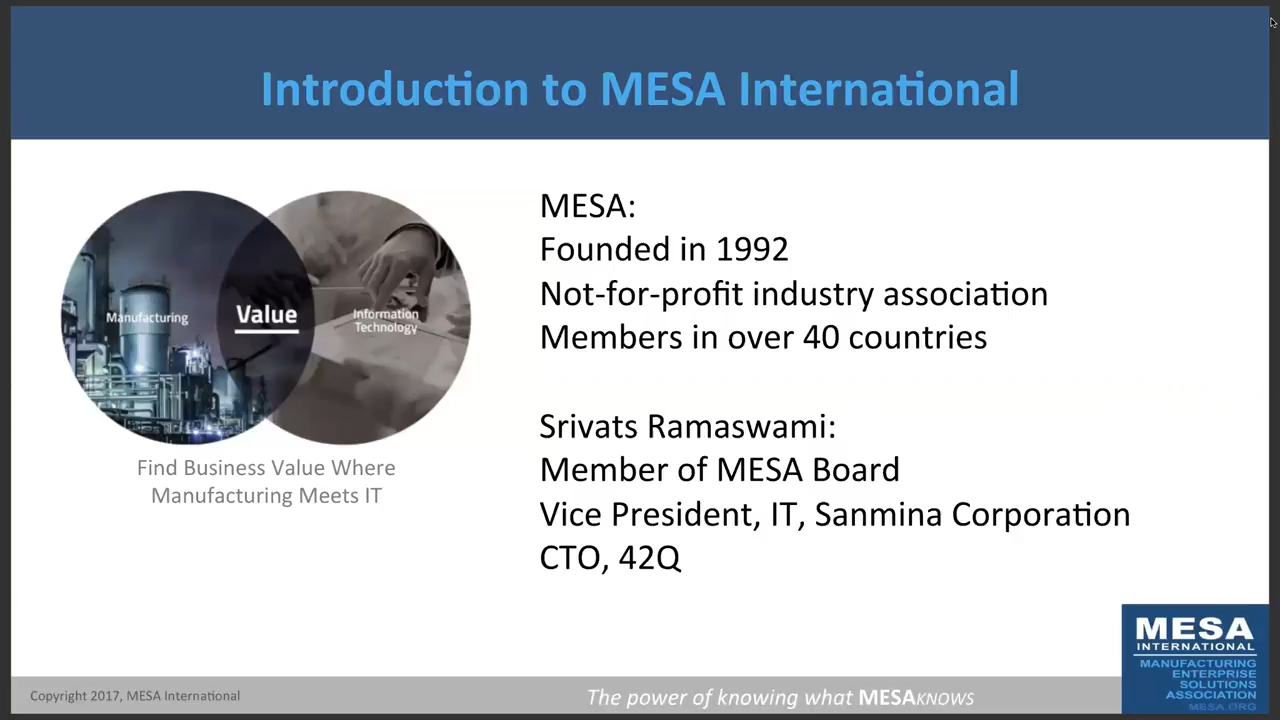 Introduction to MESA International
Manufacturing
Value
Information
Technology
Find Business Value Where
Manufacturing Meets IT
MESA:
Founded in 1992
Not-for-profit industry association
Members in over 40 countries
Srivats Ramaswami:
Member of MESA Board
Vice President, IT, Sanmina Corporation
CTO, 42Q
MESA
INTERNATIONAL
MANUFACTURING
ENTERPRISE
SOLUTIONS
ASSOCIATION
MESA.ORG
Copyright 2017, MESA International
The power of knowing what MESAKNOWS